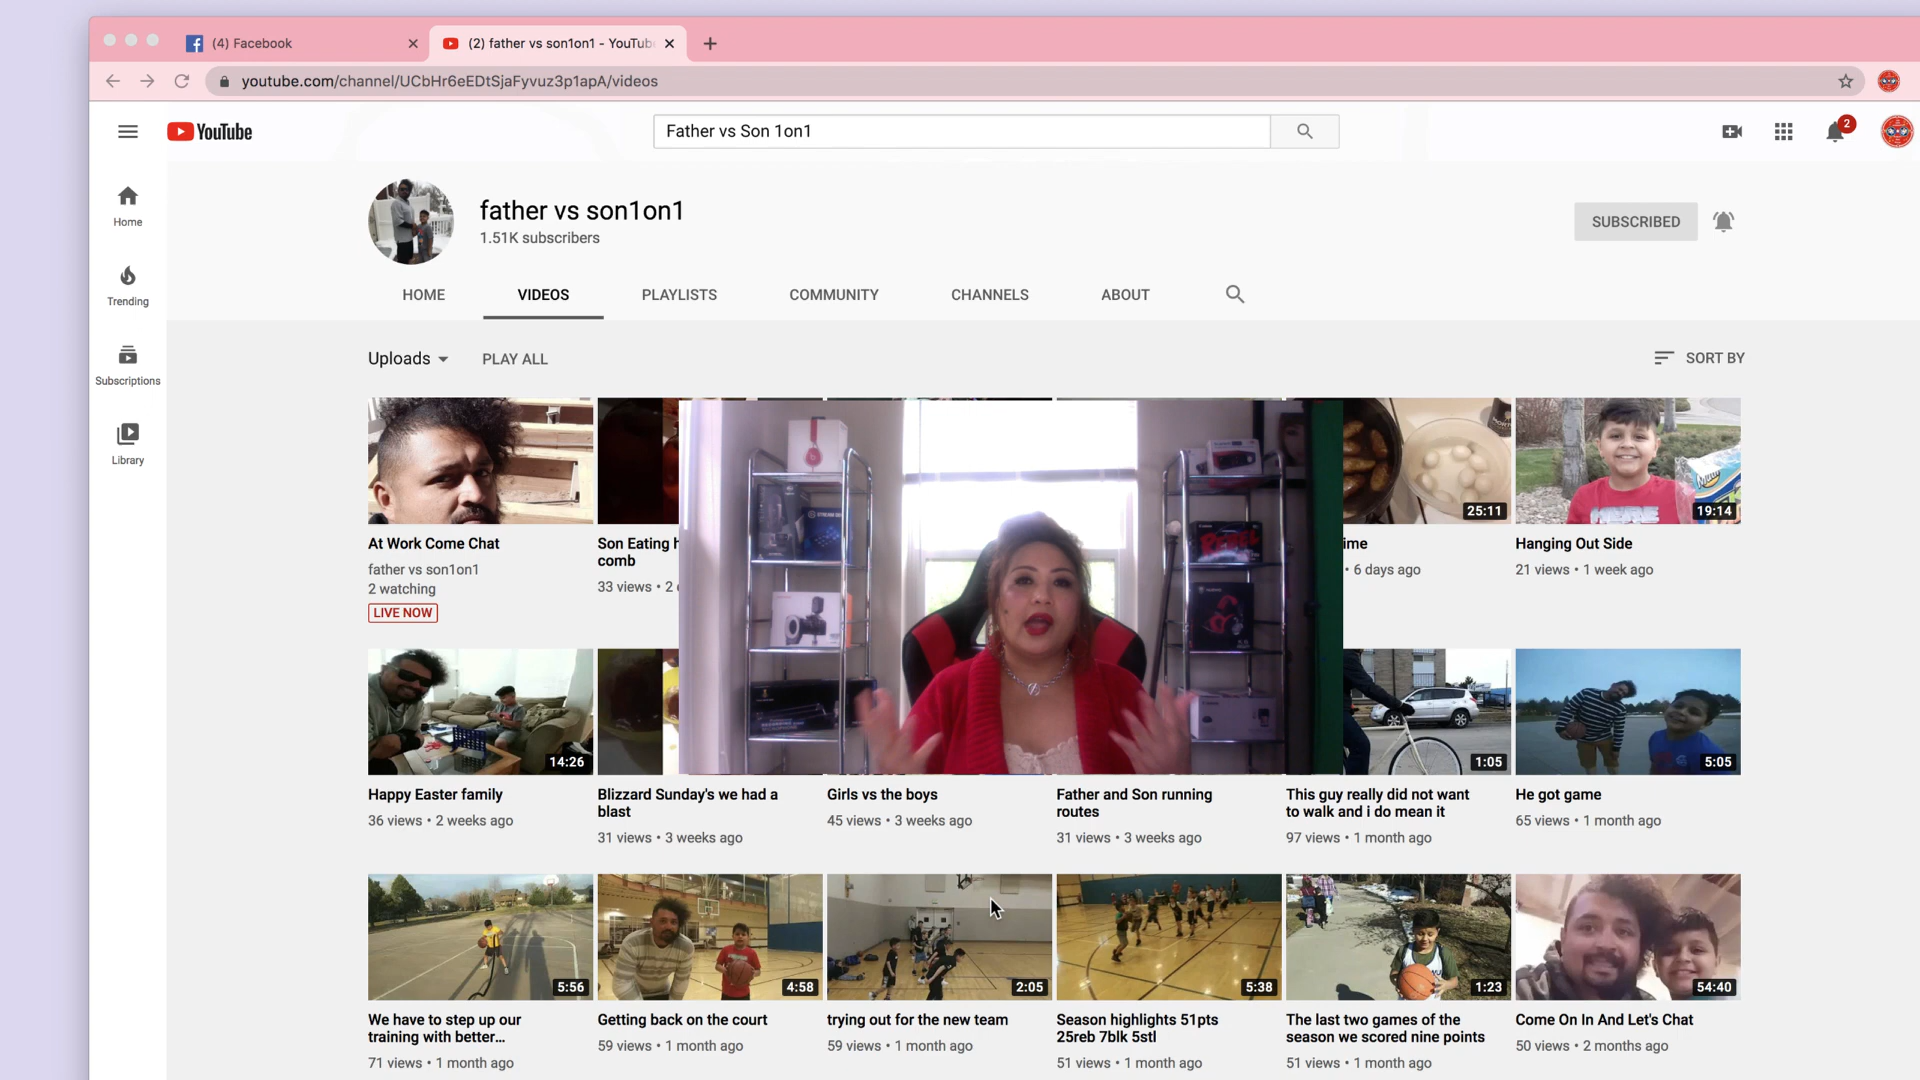 (4) Facebook
(2) father vs son1on1 - YouTub
youtube.com/channel/UCbHr6eEDtSjaFyvuz3p1apA/videos
YouTube
Father vs Son 1on1
2
Home
Trending
Subscriptions
Library
father vs son1on1
1.51K subscribers
SUBSCRIBED
HOME VIDEOS PLAYLISTS COMMUNITY CHANNELS ABOUT
Uploads PLAY ALL SORT BY
25:11
19:14
At Work Come Chat
father vs son1on1
2 watching
LIVE NOW
Son Eating
comb
33 views • 2
ime
• 6 days ago
Hanging Out Side
21 views • 1 week ago
REBEL
14:26
1:05
5:05
Happy Easter family
36 views • 2 weeks ago
Blizzard Sunday's we had a
blast
31 views • 3 weeks ago
Girls vs the boys
45 views • 3 weeks ago
Father and Son running
routes
31 views • 3 weeks ago
This guy really did not want
to walk and i do mean it
97 views • 1 month ago
He got game
65 views • 1 month ago
5:56
4:58
2:05
5:38
1:23
54:40
We have to step up our
training with better...
71 views • 1 month ago
Getting back on the court
59 views • 1 month ago
trying out for the new team
59 views • 1 month ago
Season highlights 51pts
25reb 7blk 5stl
51 views • 1 month ago
The last two games of the
season we scored nine points
51 views • 1 month ago
Come On In And Let's Chat
50 views • 2 months ago